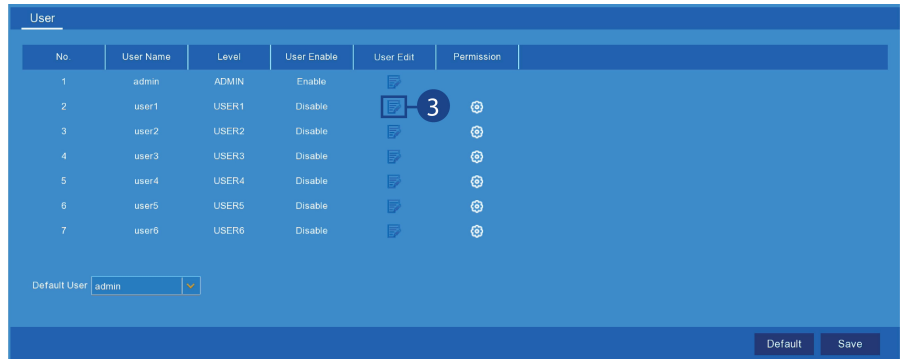 User
No. User Name Level User Enable User Edit Permission
1 admin ADMIN Enable
2 user1 USER1 Disable 3
3 user2 USER2 Disable
4 user3 USER3 Disable
5 user4 USER4 Disable
6 user5 USER5 Disable
7 user6 USER6 Disable
Default User admin
Default Save